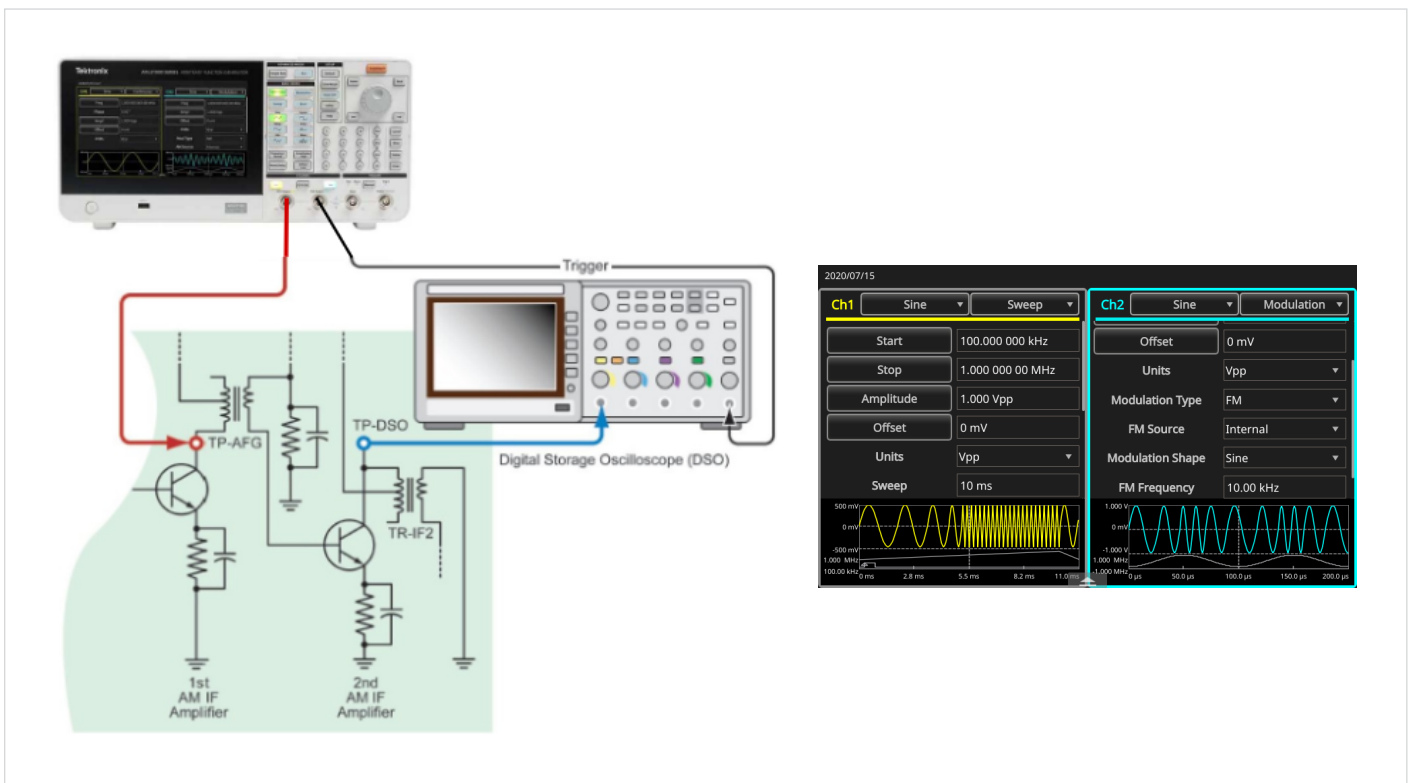 Tektronix
Trigger
TP-AFG
TP-DSO
Digital Storage Oscilloscope (DSO)
TR-IF2
1st
AM IF
Amplifier
2nd
AM IF
Amplifier
2020/07/15
Ch1 Sine Sweep
Start 100.000 000 kHz
Stop 1.000 000 00 MHz
Amplitude 1.000 Vpp
Offset 0 mV
Units Vpp
Sweep 10 ms
500 mV
0 mV
-500 mV
1.000 MHz
100.00 kHz
0 ms 2.8 ms 5.5 ms 8.2 ms 11.0 ms
Ch2 Sine Modulation
Offset 0 mV
Units Vpp
Modulation Type FM
FM Source Internal
Modulation Shape Sine
FM Frequency 10.00 kHz
1.000 V
0 mV
-1.000 V
1.000 MHz
-1.000 MHz
0 µs 50.0 µs 100.0 µs 150.0 µs 200.0 µs